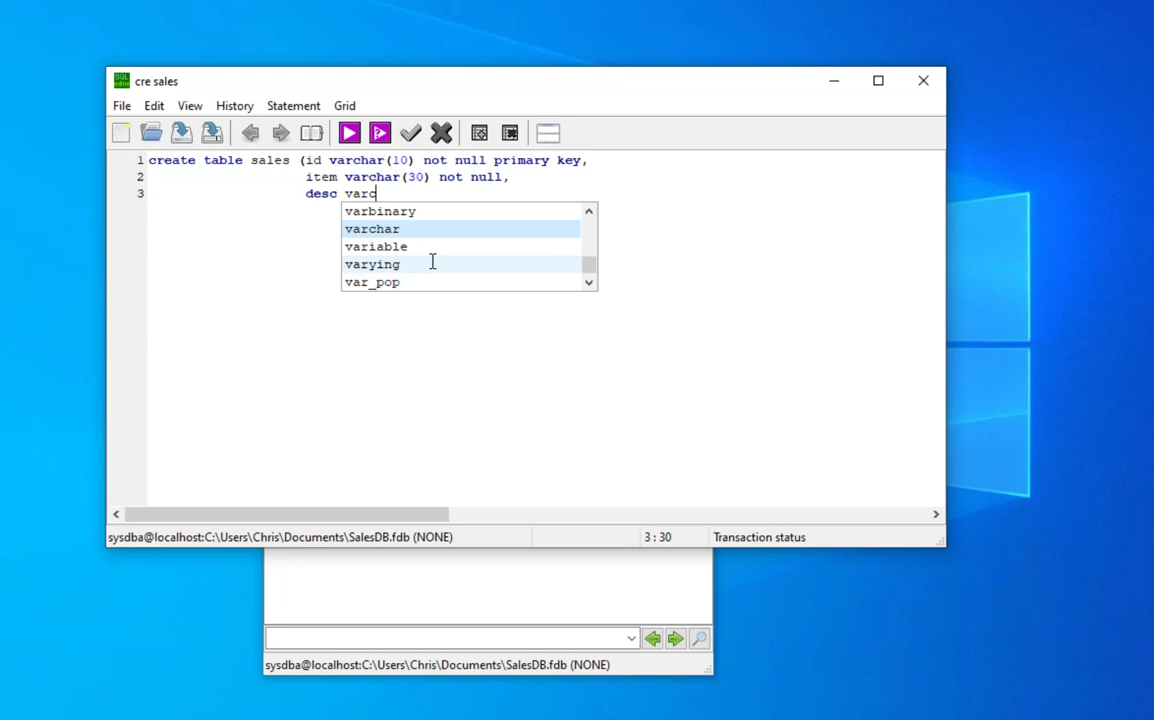 SQL
editor
cre sales
File Edit View History Statement Grid
1 create table sales (id varchar(10) not null primary key,
2 item varchar(30) not null,
3 desc varc
varbinary
varchar
variable
varying
var_pop
sysdba@localhost:C:\Users\Chris\Documents\SalesDB.fdb (NONE) 3 : 30 Transaction status
sysdba@localhost:C:\Users\Chris\Documents\SalesDB.fdb (NONE)